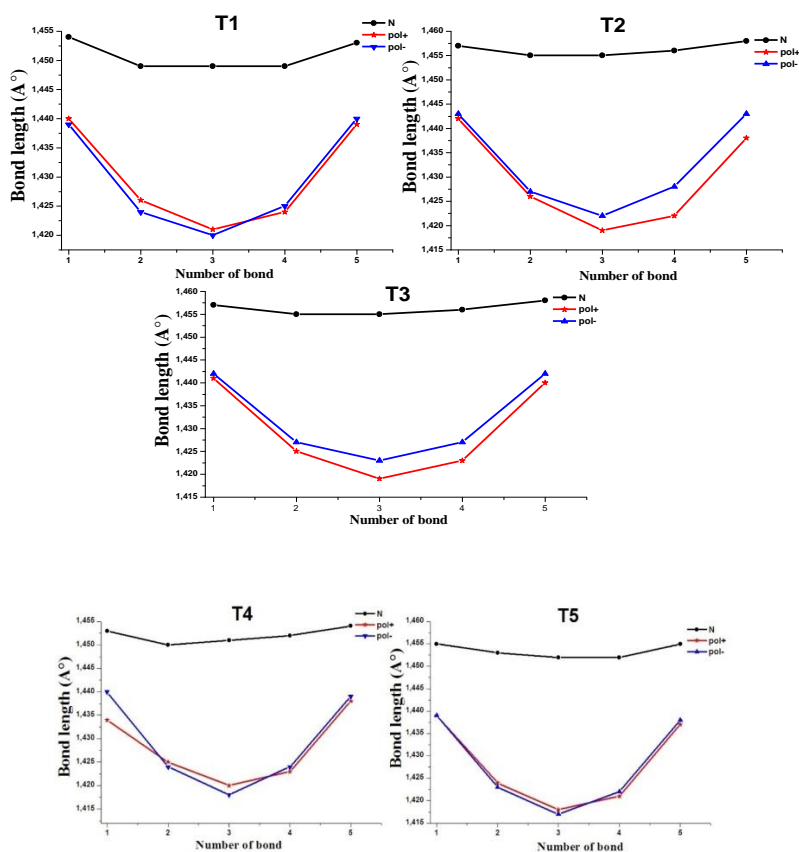 T1
N
pol+
pol-
Bond length (A°)
1,455
1,450
1,445
1,440
1,435
1,430
1,425
1,420
1 2 3 4 5
Number of bond
T2
N
pol+
pol-
Bond length (A°)
1,460
1,455
1,450
1,445
1,440
1,435
1,430
1,425
1,420
1,415
1 2 3 4 5
Number of bond
T3
N
pol+
pol-
Bond length (A°)
1,460
1,455
1,450
1,445
1,440
1,435
1,430
1,425
1,420
1,415
1 2 3 4 5
Number of bond
T4
N
pol+
pol-
Bond length (A°)
1,455
1,450
1,445
1,440
1,435
1,430
1,425
1,420
1,415
1 2 3 4 5
Number of bond
T5
N
pol+
pol-
Bond length (A°)
1,460
1,455
1,450
1,445
1,440
1,435
1,430
1,425
1,420
1,415
1 2 3 4 5
Number of bond